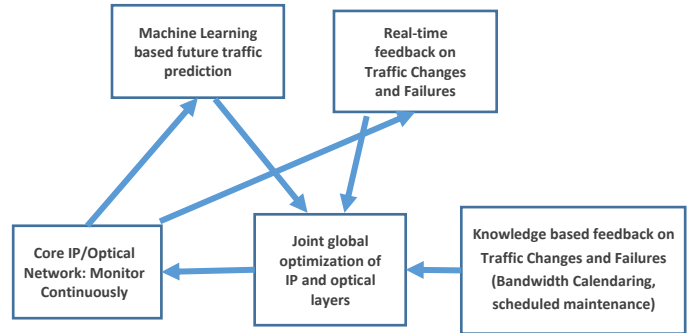 Machine Learning
based future traffic
prediction
Real-time
feedback on
Traffic Changes
and Failures
Core IP/Optical
Network: Monitor
Continuously
Joint global
optimization of
IP and optical
layers
Knowledge based feedback on
Traffic Changes and Failures
(Bandwidth Calendaring,
scheduled maintenance)